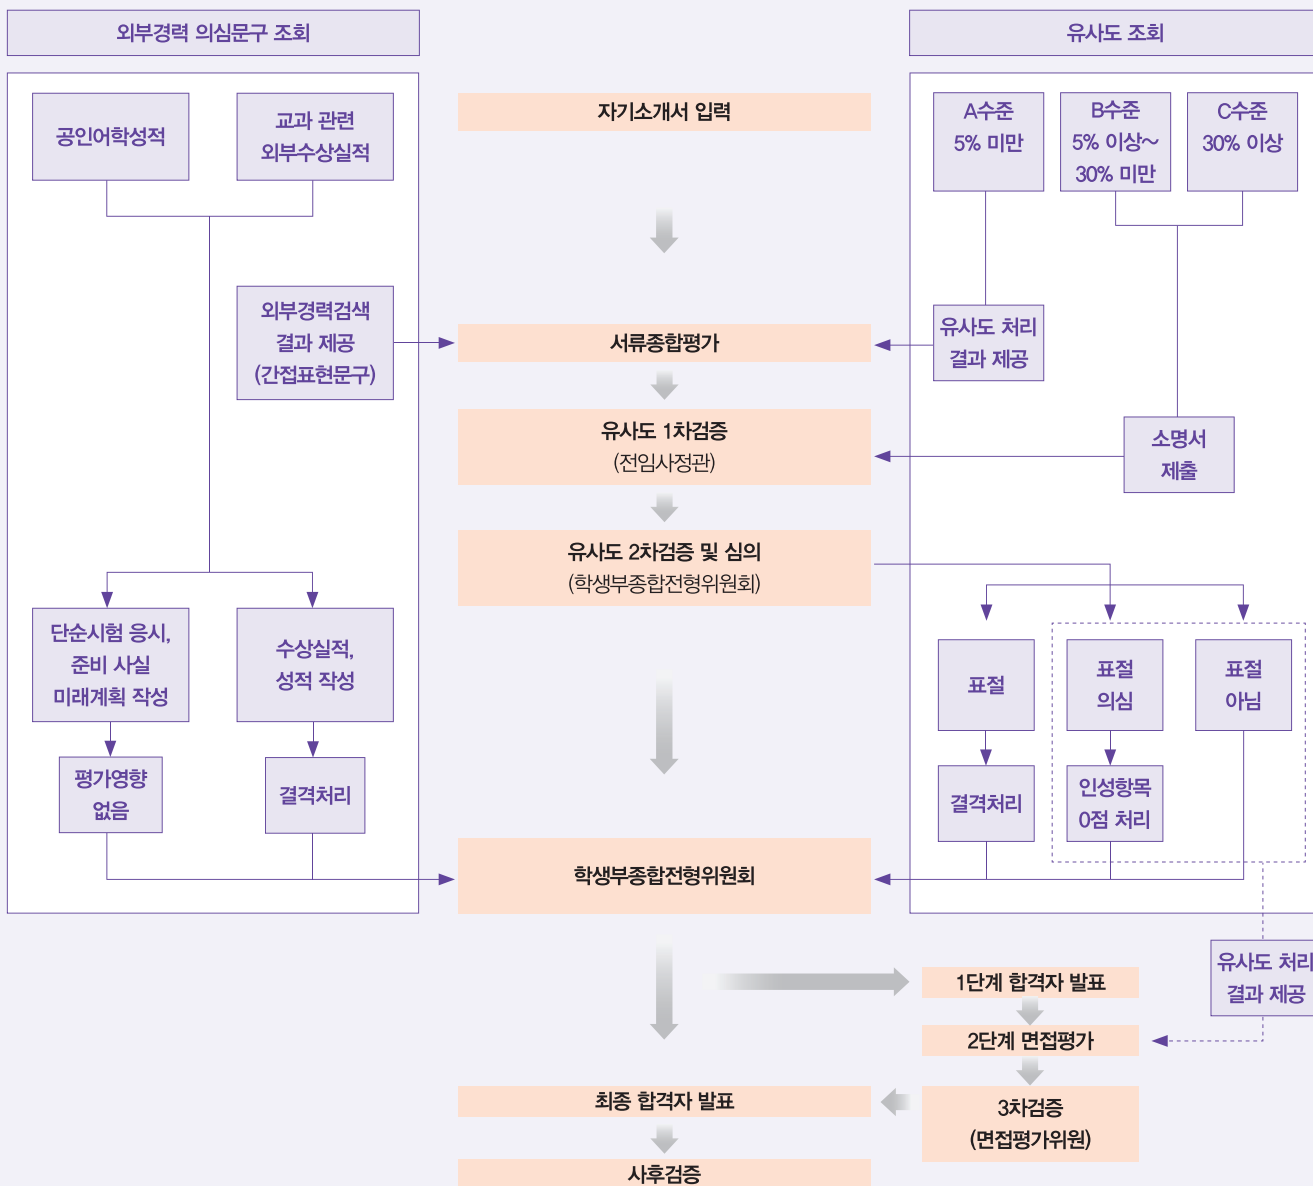 외부경력 의심문구 조회
공인어학성적
교과 관련
외부수상실적
외부경력검색
결과 제공
(간접표현문구)
단순시험 응시,
준비 사실
미래계획 작성
수상실적,
성적 작성
평가영향
없음
결격처리
자기소개서 입력
서류종합평가
유사도 1차검증
(전임사정관)
유사도 2차검증 및 심의
(학생부종합전형위원회)
학생부종합전형위원회
유사도 조회
A수준
5% 미만
B수준
5% 이상~
30% 미만
C수준
30% 이상
유사도 처리
결과 제공
소명서
제출
표절
표절
의심
표절
아님
결격처리
인성항목
0점 처리
유사도 처리
결과 제공
1단계 합격자 발표
2단계 면접평가
3차검증
(면접평가위원)
최종 합격자 발표
사후검증